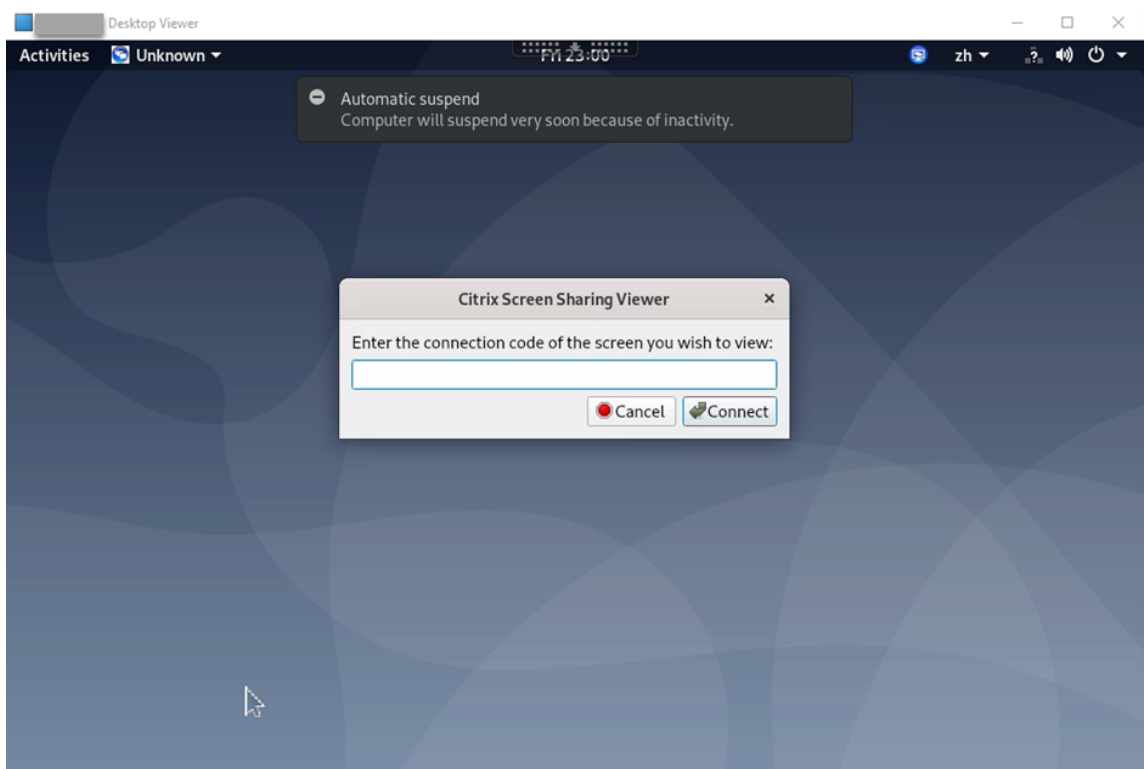 Desktop Viewer
Activities Unknown Fri 23:00 zh ?
Automatic suspend
Computer will suspend very soon because of inactivity.
Citrix Screen Sharing Viewer
Enter the connection code of the screen you wish to view:
Cancel Connect